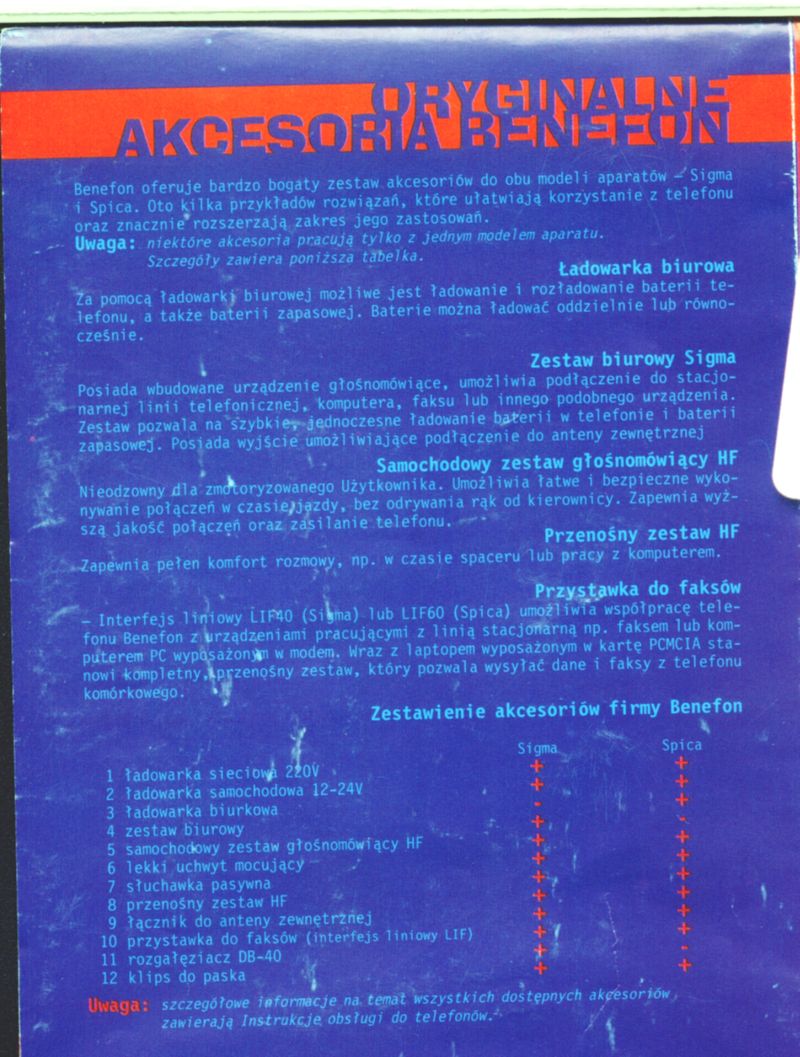 ORYGINALNE
AKCESORIA BENEFON
Benefon oferuje bardzo bogaty zestaw akcesoriów do obu modeli aparatów – Sigma
i Spica. Oto kilka przykładów rozwiązań, które ułatwiają korzystanie z telefonu
oraz znacznie rozszerzają zakres jego zastosowań.
Uwaga: niektóre akcesoria pracują tylko z jednym modelem aparatu.
Szczegóły zawiera poniższa tabelka.
Ładowarka biurowa
Za pomocą ładowarki biurowej możliwe jest ładowanie i rozładowanie baterii te-
lefonu, a także baterii zapasowej. Baterie można ładować oddzielnie lub równo-
cześnie.
Zestaw biurowy Sigma
Posiada wbudowane urządzenie głośnomówiące, umożliwia podłączenie do stacjo-
narnej linii telefonicznej, komputera, faksu lub innego podobnego urządzenia.
Zestaw pozwala na szybkie, jednoczesne ładowanie baterii w telefonie i baterii
zapasowej. Posiada wyjście umożliwiające podłączenie do anteny zewnętrznej
Samochodowy zestaw głośnomówiący HF
Nieodzowny dla zmotoryzowanego Użytkownika. Umożliwia łatwe i bezpieczne wyko-
nywanie połączeń w czasie jazdy, bez odrywania rąk od kierownicy. Zapewnia wyż-
szą jakość połączeń oraz zasilanie telefonu.
Przenośny zestaw HF
Zapewnia pełen komfort rozmowy, np. w czasie spaceru lub pracy z komputerem.
Przystawka do faksów
– Interfejs liniowy LIF40 (Sigma) lub LIF60 (Spica) umożliwia współpracę tele-
fonu Benefon z urządzeniami pracującymi z linią stacjonarną np. faksem lub kom-
puterem PC wyposażonym w modem. Wraz z laptopem wyposażonym w kartę PCMCIA sta-
nowi kompletny, przenośny zestaw, który pozwala wysyłać dane i faksy z telefonu
komórkowego.
Zestawienie akcesoriów firmy Benefon
Sigma Spica
1 ładowarka sieciowa 220V + +
2 ładowarka samochodowa 12-24V + +
3 ładowarka biurkowa - +
4 zestaw biurowy + -
5 samochodowy zestaw głośnomówiący HF + +
6 lekki uchwyt mocujący + +
7 słuchawka pasywna + +
8 przenośny zestaw HF + +
9 łącznik do anteny zewnętrznej + +
10 przystawka do faksów (interfejs liniowy LIF) + +
11 rozgałęziacz DB-40 + -
12 klips do paska + +
Uwaga: szczegółowe informacje na temat wszystkich dostępnych akcesoriów
zawierają Instrukcje obsługi do telefonów.